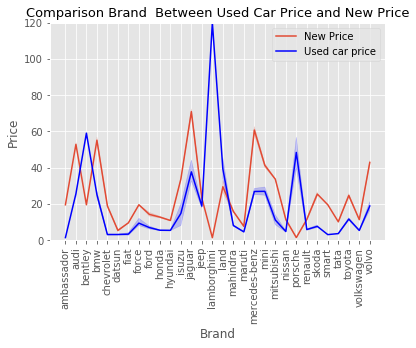 Comparison Brand  Between Used Car Price and New Price
New Price
Used car price
Price
120
100
80
60
40
20
0
ambassador
audi
bentley
bmw
chevrolet
datsun
fiat
force
ford
honda
hyundai
isuzu
jaguar
jeep
lamborghini
land
mahindra
maruti
mercedes-benz
mini
mitsubishi
nissan
porsche
renault
skoda
smart
tata
toyota
volkswagen
volvo
Brand